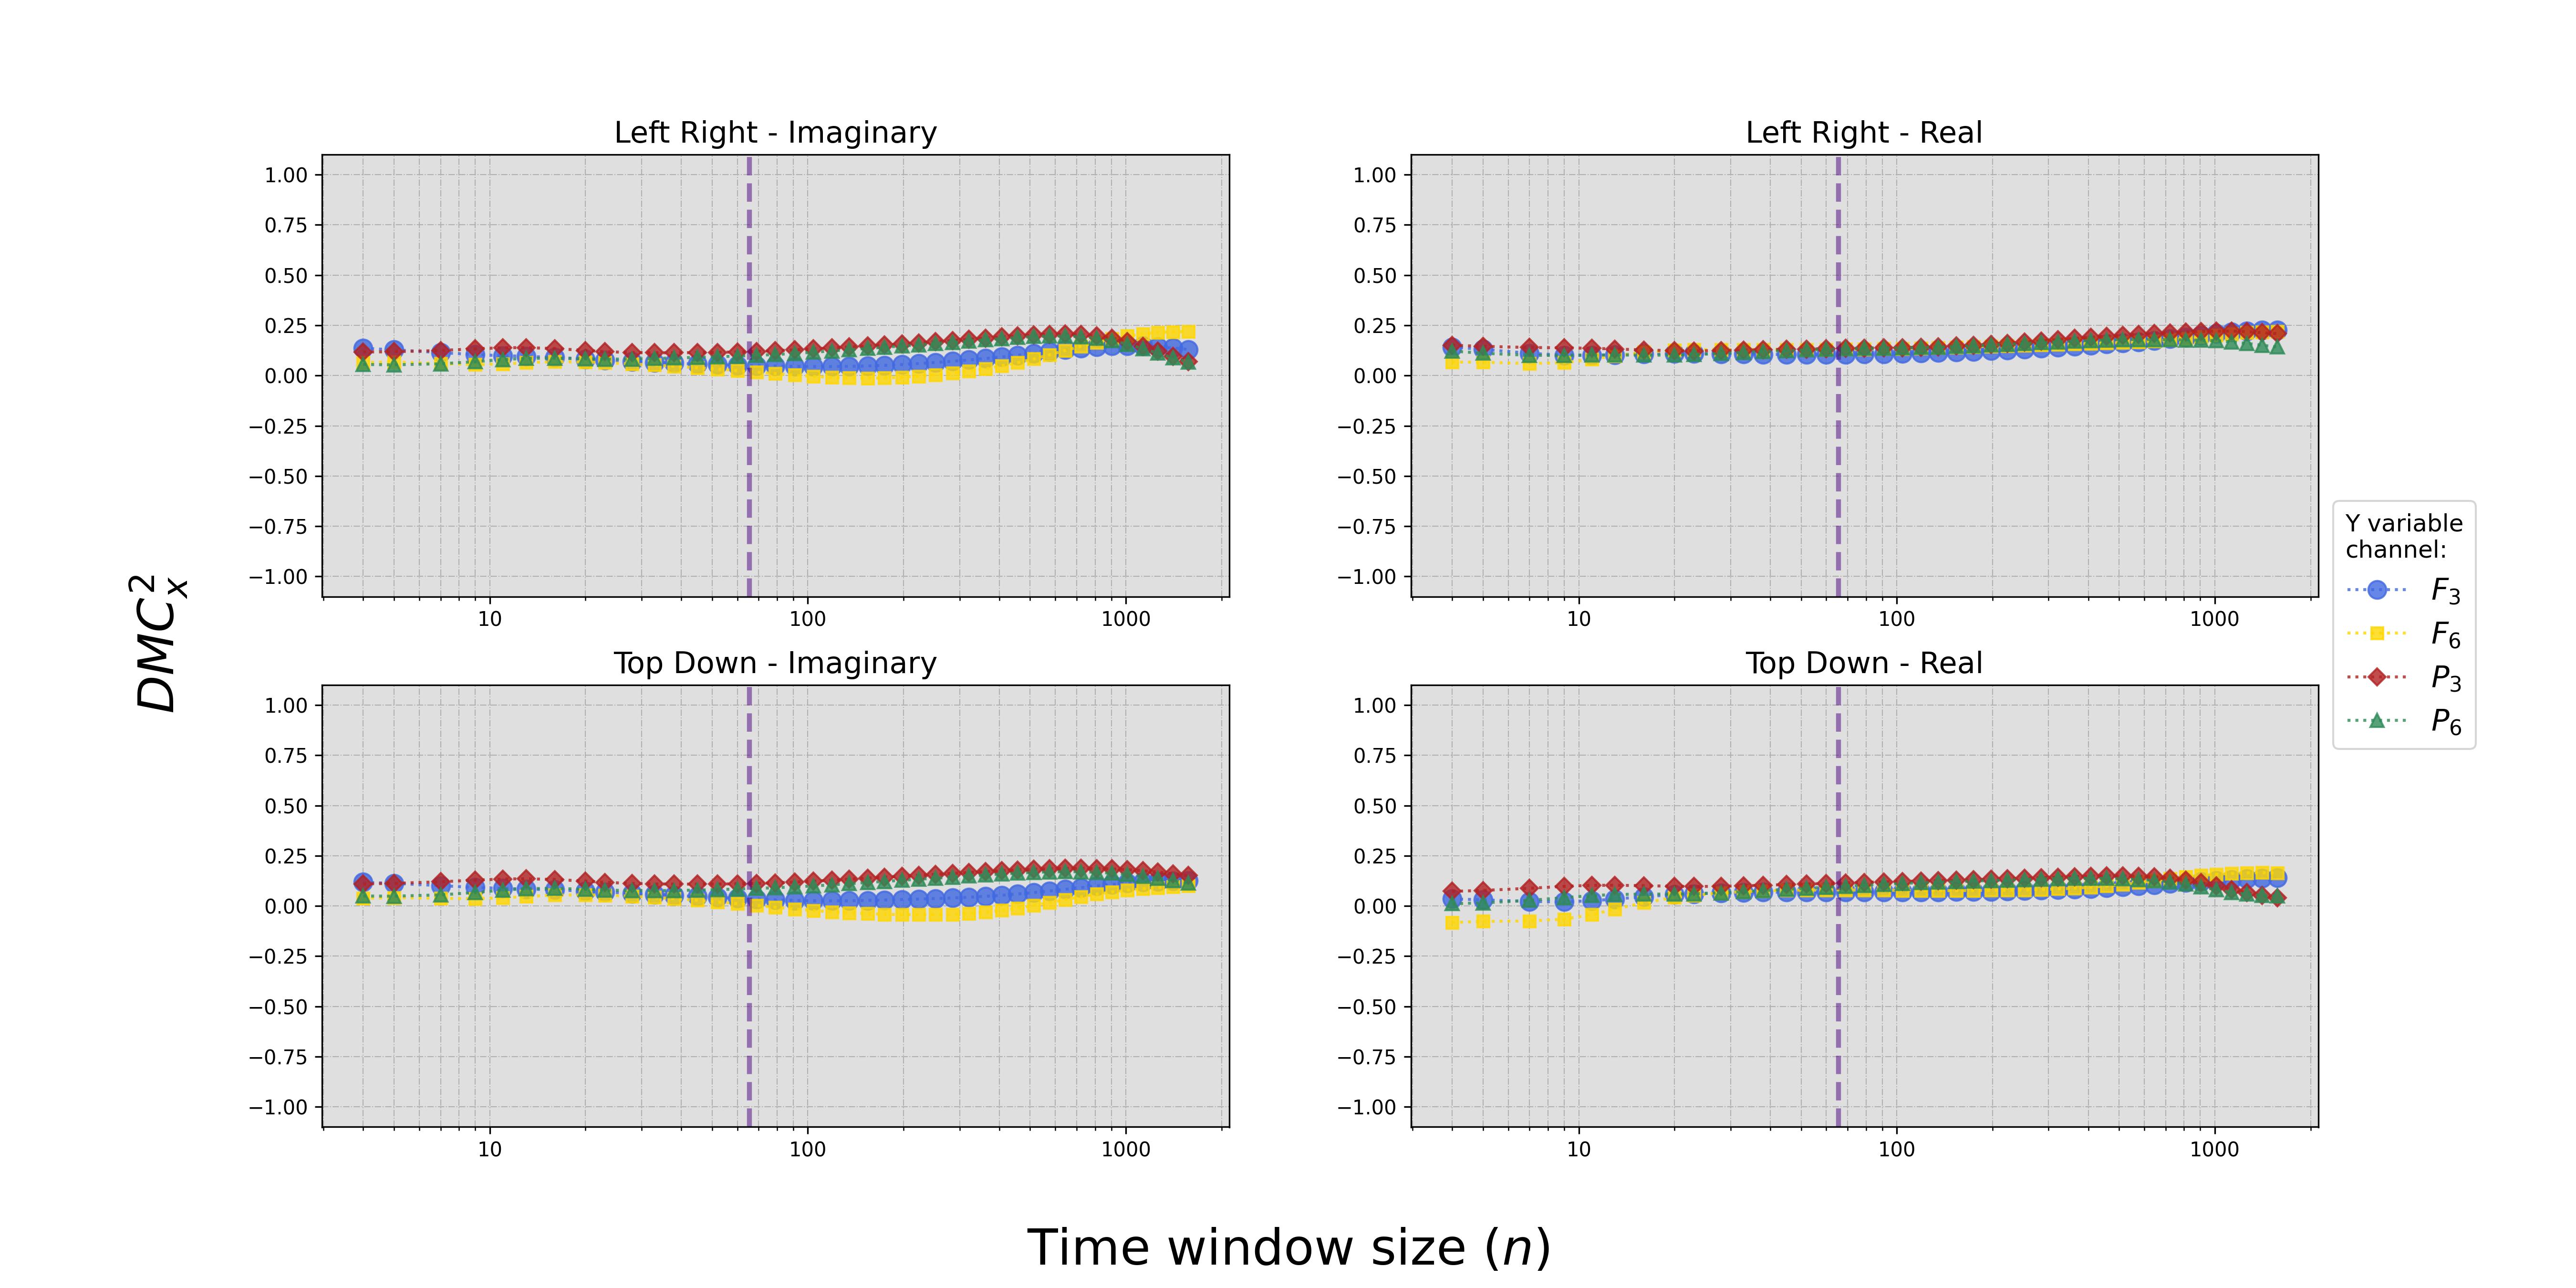 Left Right - Imaginary
1.00
0.75
0.50
0.25
0.00
−0.25
−0.50
−0.75
−1.00
10 100 1000
Left Right - Real
1.00
0.75
0.50
0.25
0.00
−0.25
−0.50
−0.75
−1.00
10 100 1000
Top Down - Imaginary
1.00
0.75
0.50
0.25
0.00
−0.25
−0.50
−0.75
−1.00
10 100 1000
Top Down - Real
1.00
0.75
0.50
0.25
0.00
−0.25
−0.50
−0.75
−1.00
10 100 1000
Y variable
channel:
F₃
F₆
P₃
P₆
DMC²ₓ
Time window size (n)